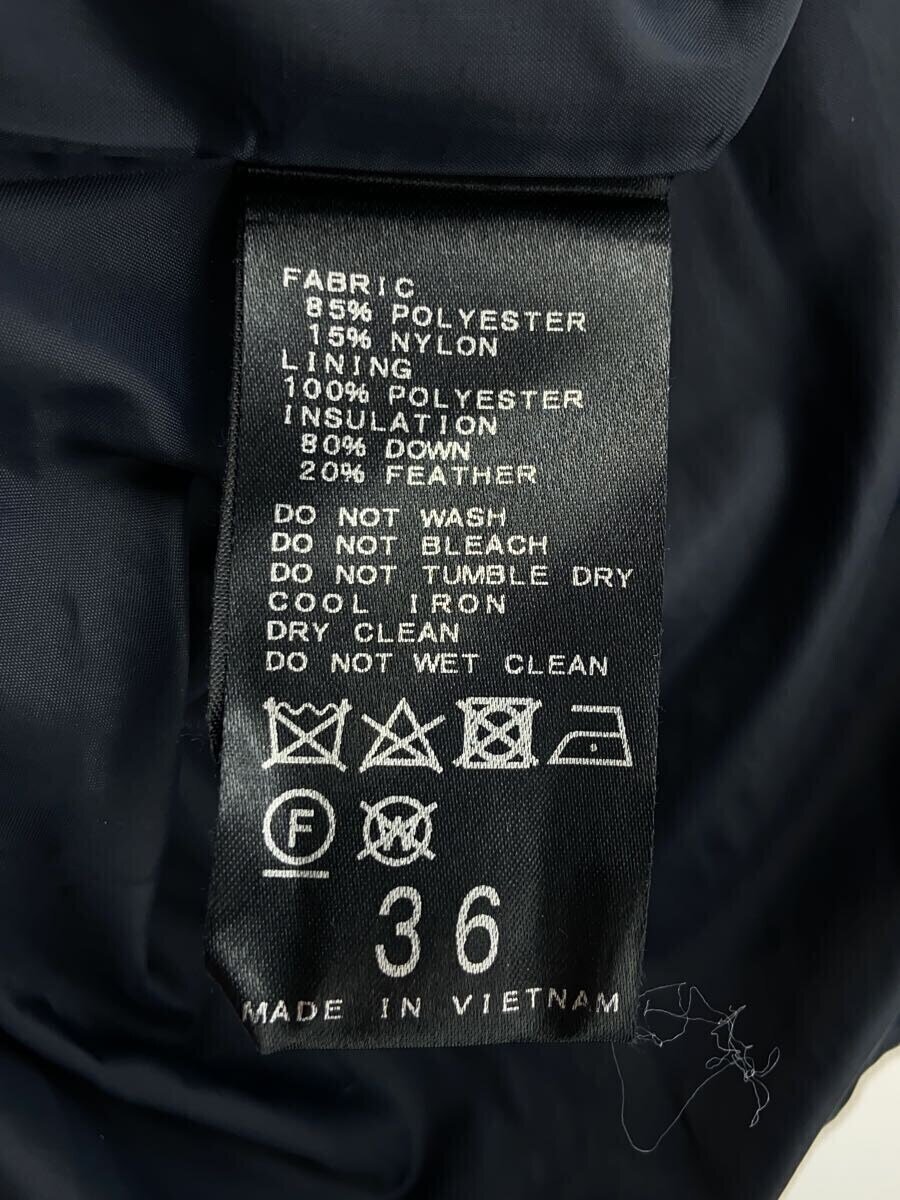 FABRIC
85% POLYESTER
15% NYLON
LINING
100% POLYESTER
INSULATION
80% DOWN
20% FEATHER
DO NOT WASH
DO NOT BLEACH
DO NOT TUMBLE DRY
COOL IRON
DRY CLEAN
DO NOT WET CLEAN
F W
36
MADE IN VIETNAM